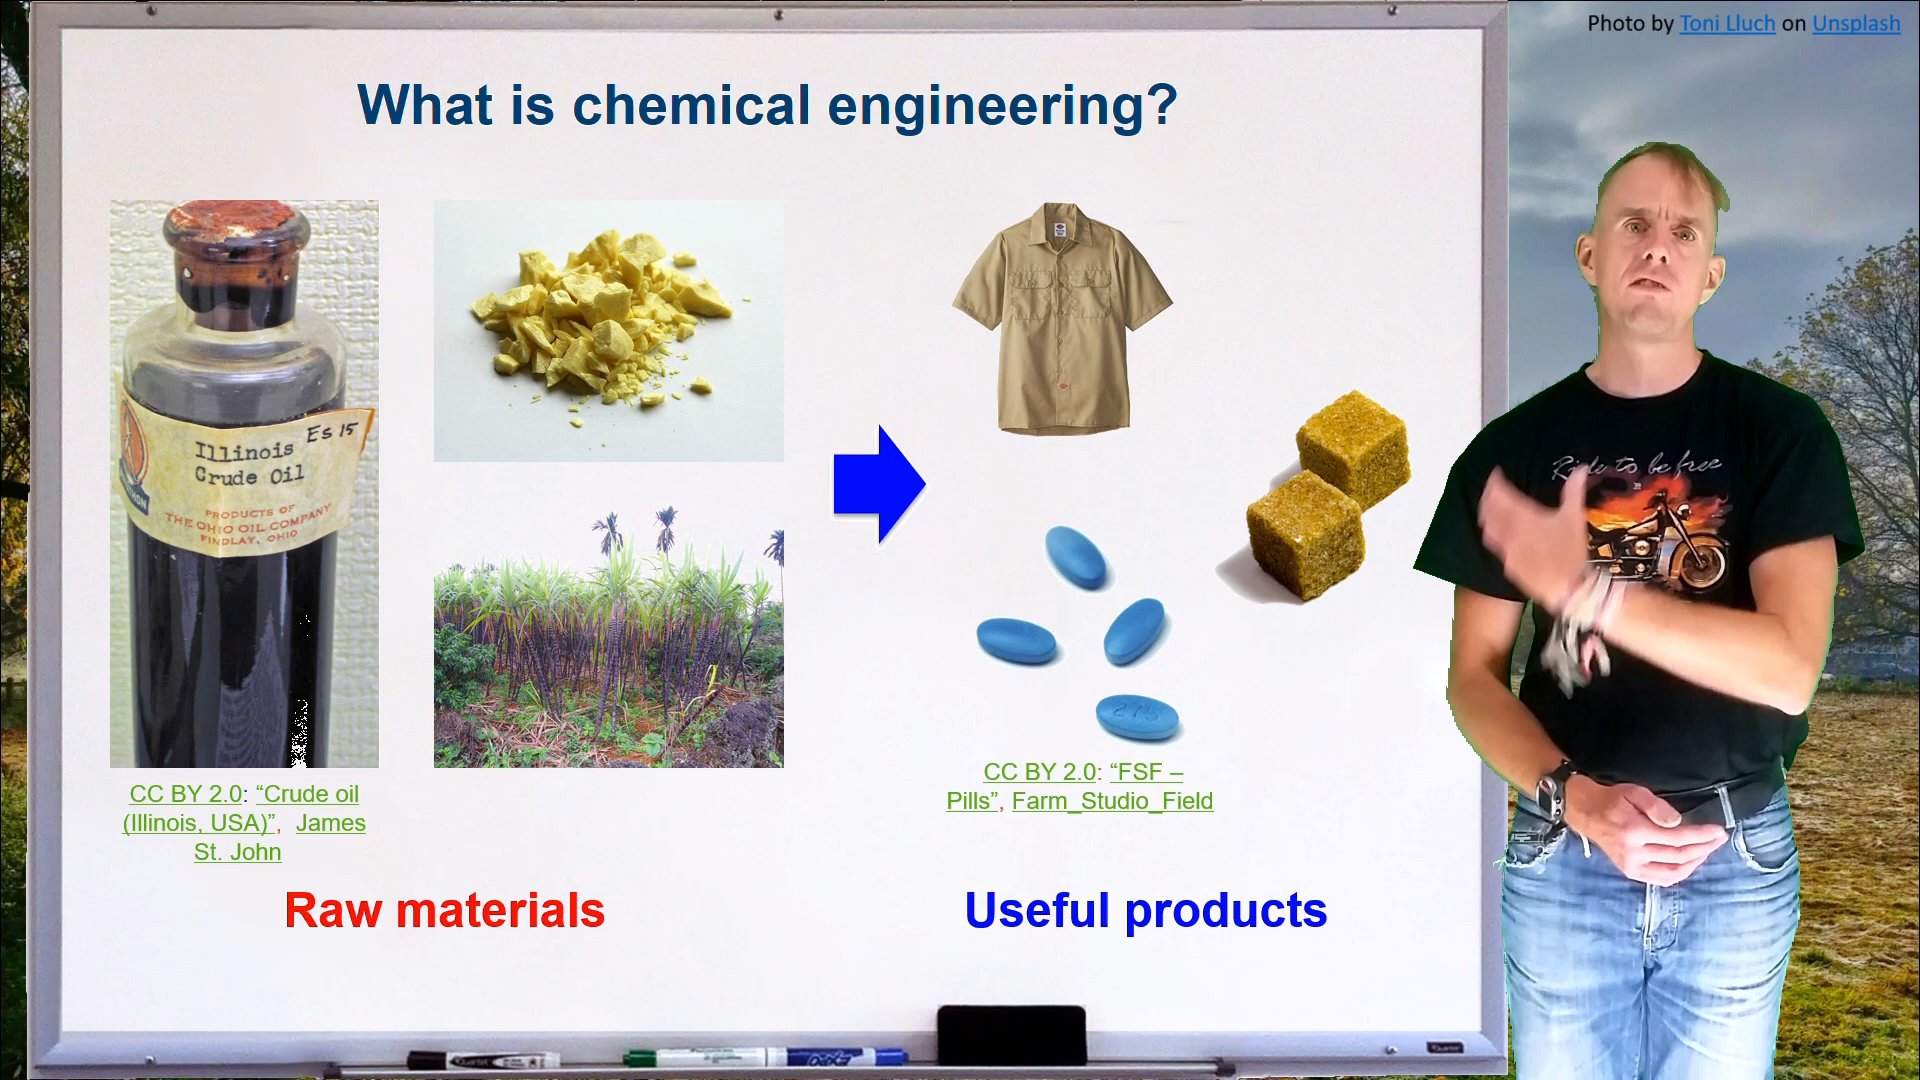 Photo by Toni Lluch on Unsplash
What is chemical engineering?
Es 15
Illinois
Crude Oil
PRODUCTS OF
THE OHIO OIL COMPANY
FINDLAY, OHIO
Ride to be free
275
CC BY 2.0: “Crude oil
(Illinois, USA)”, James
St. John
CC BY 2.0: “FSF –
Pills”, Farm_Studio_Field
Raw materials
Useful products
Quartet